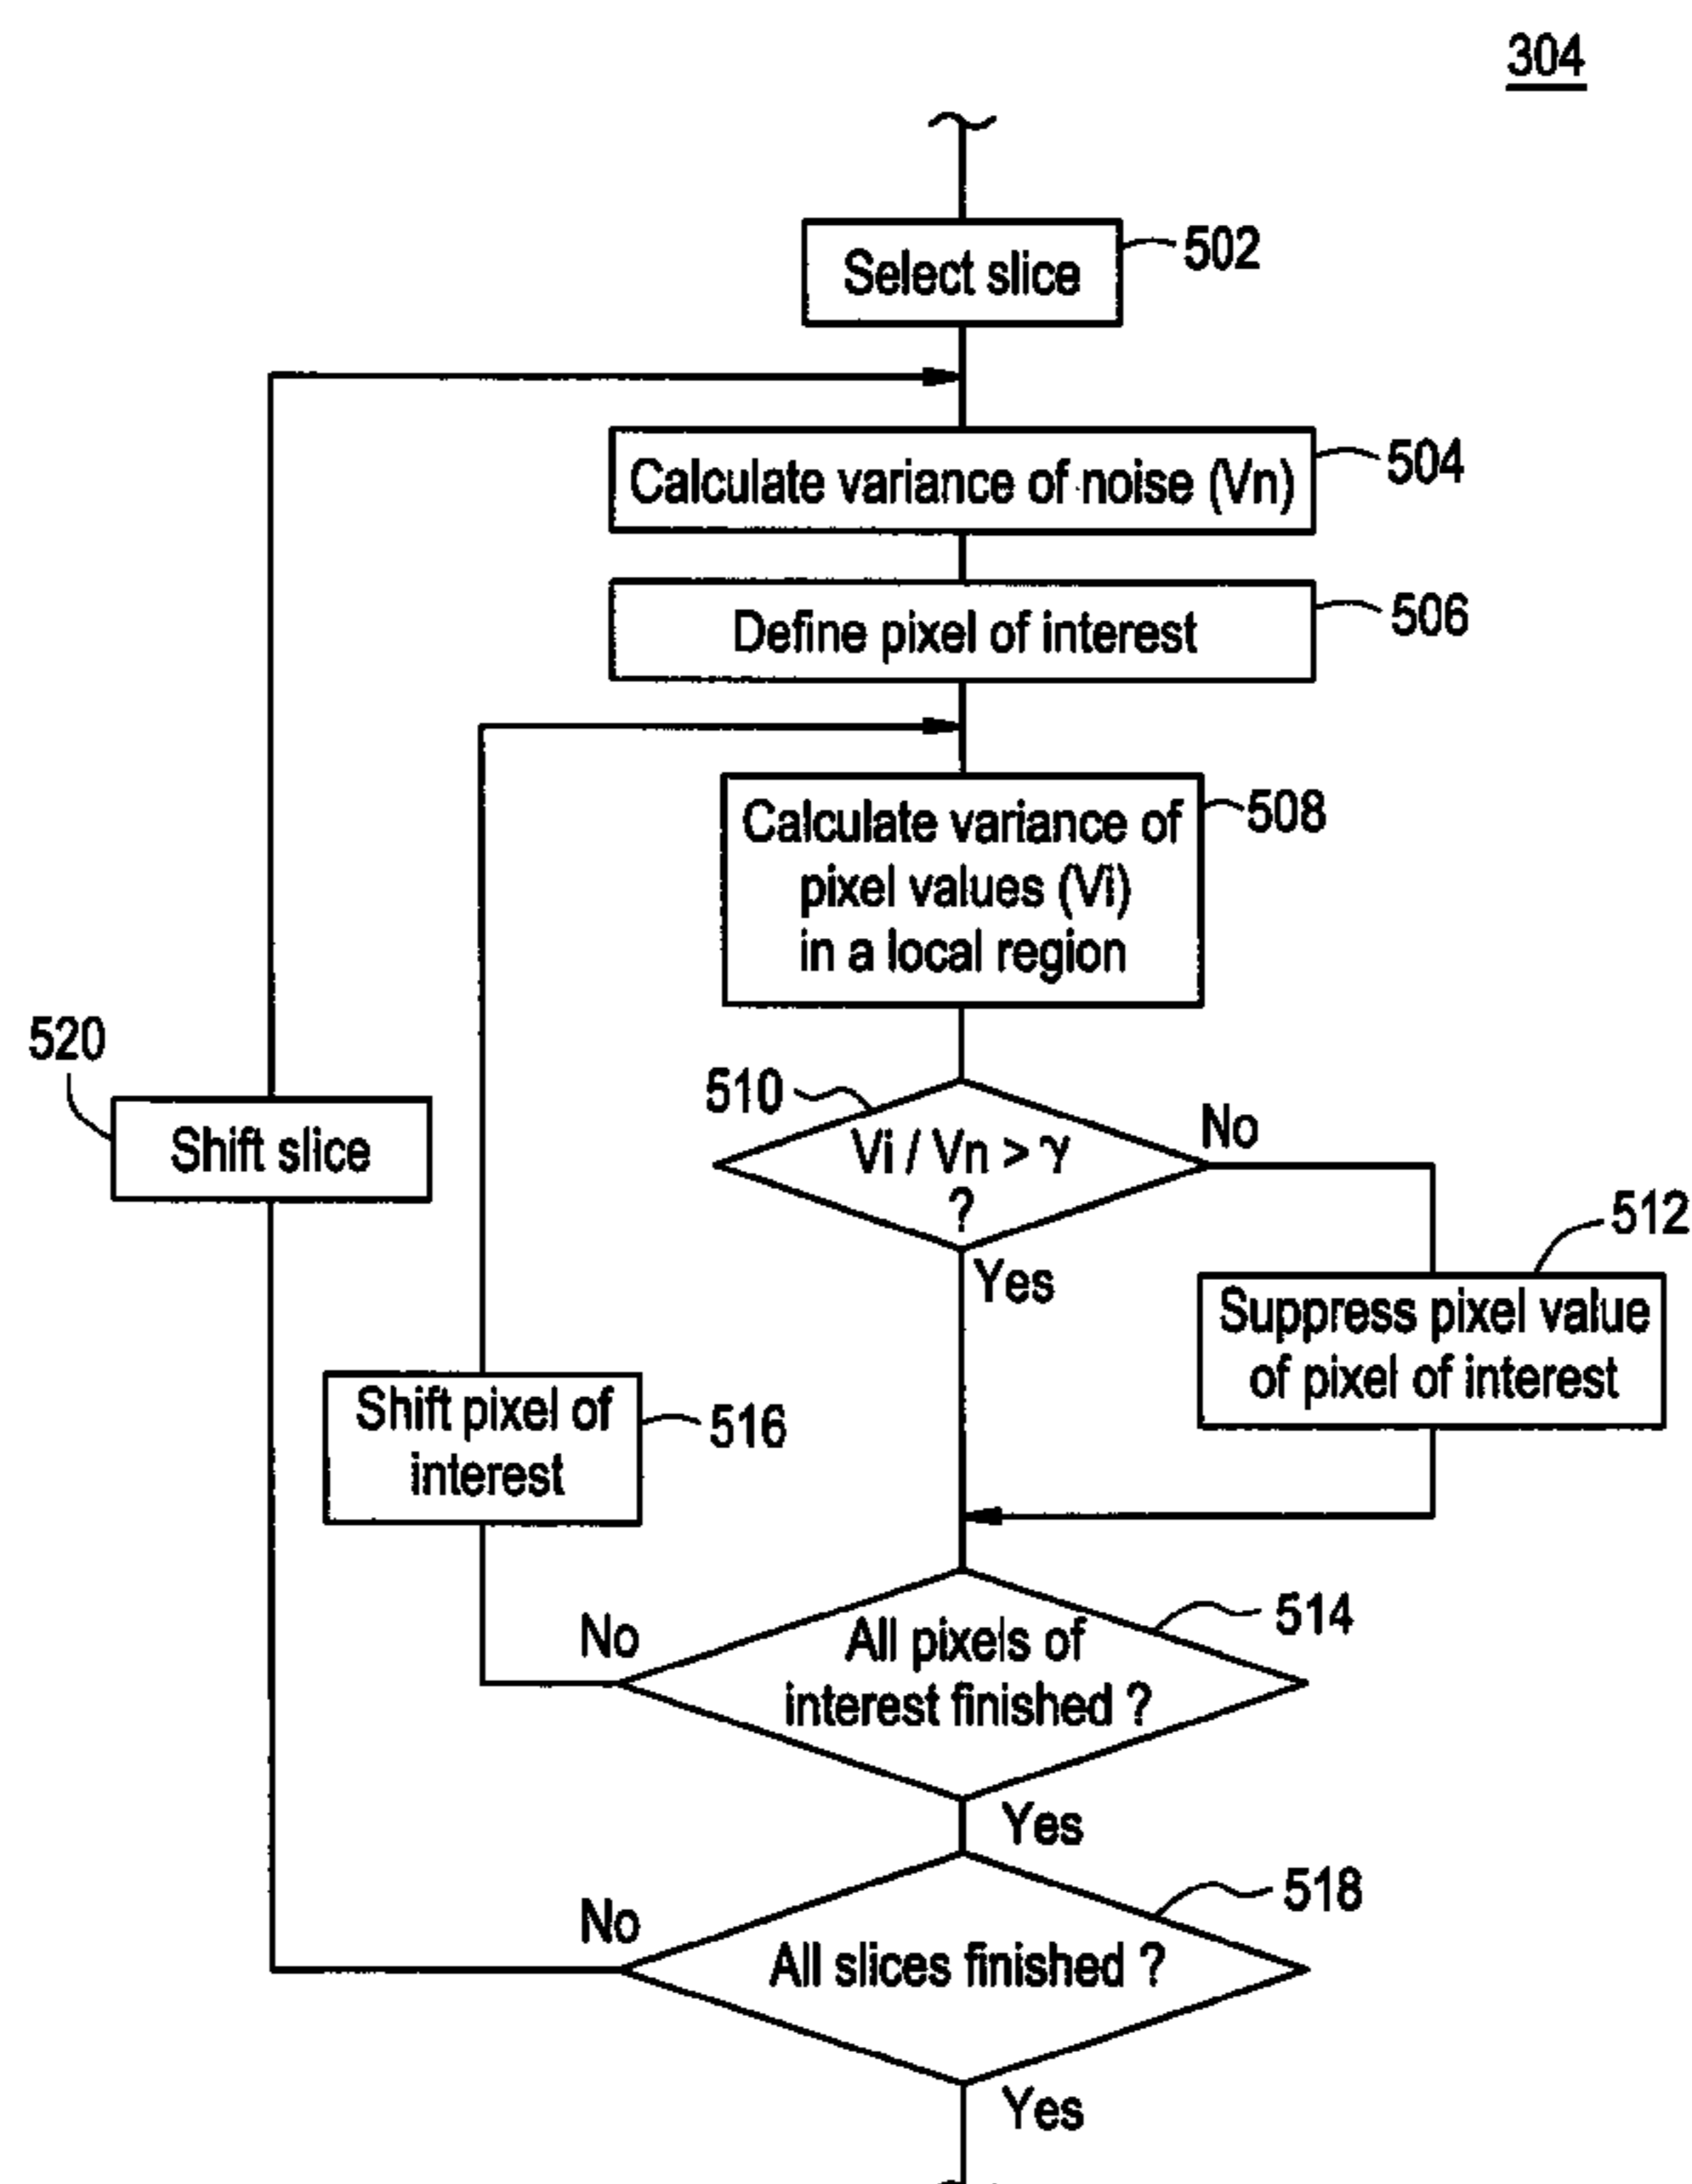 304
Select slice
502
Calculate variance of noise (Vn)
504
Define pixel of interest
506
Calculate variance of
pixel values (Vi)
in a local region
508
520
Shift slice
510
Vi / Vn > γ
?
No
Yes
512
Suppress pixel value
of pixel of interest
Shift pixel of
interest
516
514
No
All pixels of
interest finished ?
Yes
518
No
All slices finished ?
Yes